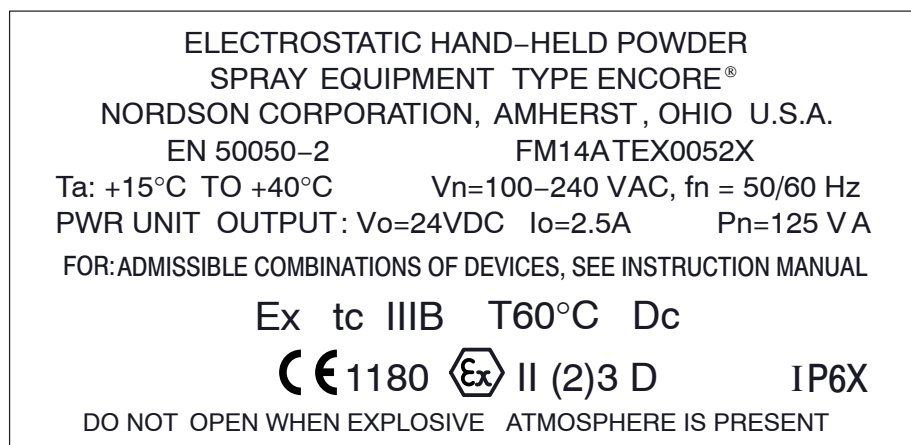 ELECTROSTATIC HAND–HELD POWDER
SPRAY EQUIPMENT TYPE ENCORE®
NORDSON CORPORATION, AMHERST, OHIO U.S.A.
EN 50050–2 FM14ATEX0052X
Ta: +15°C TO +40°C Vn=100–240 VAC, fn = 50/60 Hz
PWR UNIT OUTPUT: Vo=24VDC Io=2.5A Pn=125 VA
FOR: ADMISSIBLE COMBINATIONS OF DEVICES, SEE INSTRUCTION MANUAL
Ex tc IIIB T60°C Dc
CE 1180 Ex II (2)3 D IP6X
DO NOT OPEN WHEN EXPLOSIVE ATMOSPHERE IS PRESENT